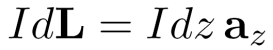 Id𝐋 = Idz 𝐚_z